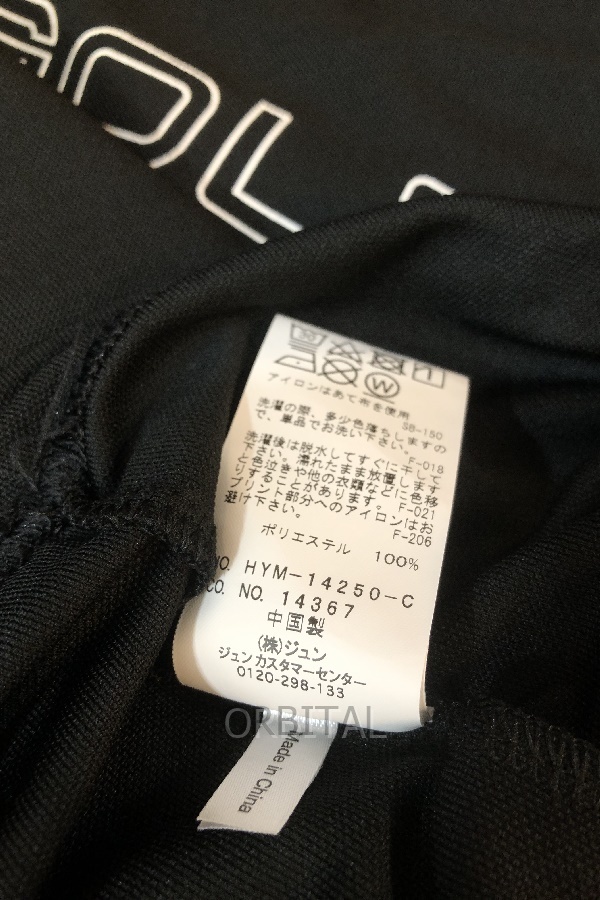 GOL
アイロンはあて布を使用
SB-150
洗濯の際、多少色落ちしますの
で、単品でお洗い下さい。
F-018
洗濯後は脱水してすぐに干して
下さい。濡れたまま放置します
と色泣きや他の衣類などに色移
りすることがあります。 F-021
プリント部分へのアイロンはお
避け下さい。 F-206
ポリエステル 100%
NO. HYM-14250-C
CO. NO. 14367
中国製
(株)ジュン
ジュンカスタマーセンター
0120-298-133
ORBITAL
Made in China